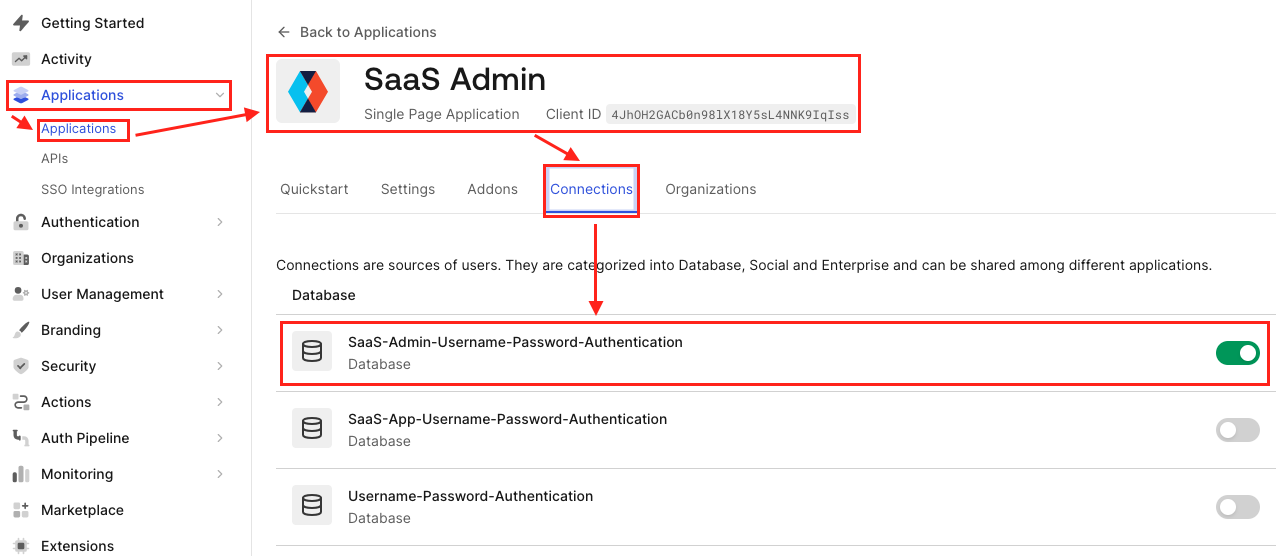 Getting Started
Activity
Applications
Applications
APIs
SSO Integrations
Authentication
Organizations
User Management
Branding
Security
Actions
Auth Pipeline
Monitoring
Marketplace
Extensions
Back to Applications
SaaS Admin
Single Page Application Client ID 4JhOH2GACb0n98lX18Y5sL4NNK9IqIss
Quickstart Settings Addons Connections Organizations
Connections are sources of users. They are categorized into Database, Social and Enterprise and can be shared among different applications.
Database
SaaS-Admin-Username-Password-Authentication
Database
SaaS-App-Username-Password-Authentication
Database
Username-Password-Authentication
Database